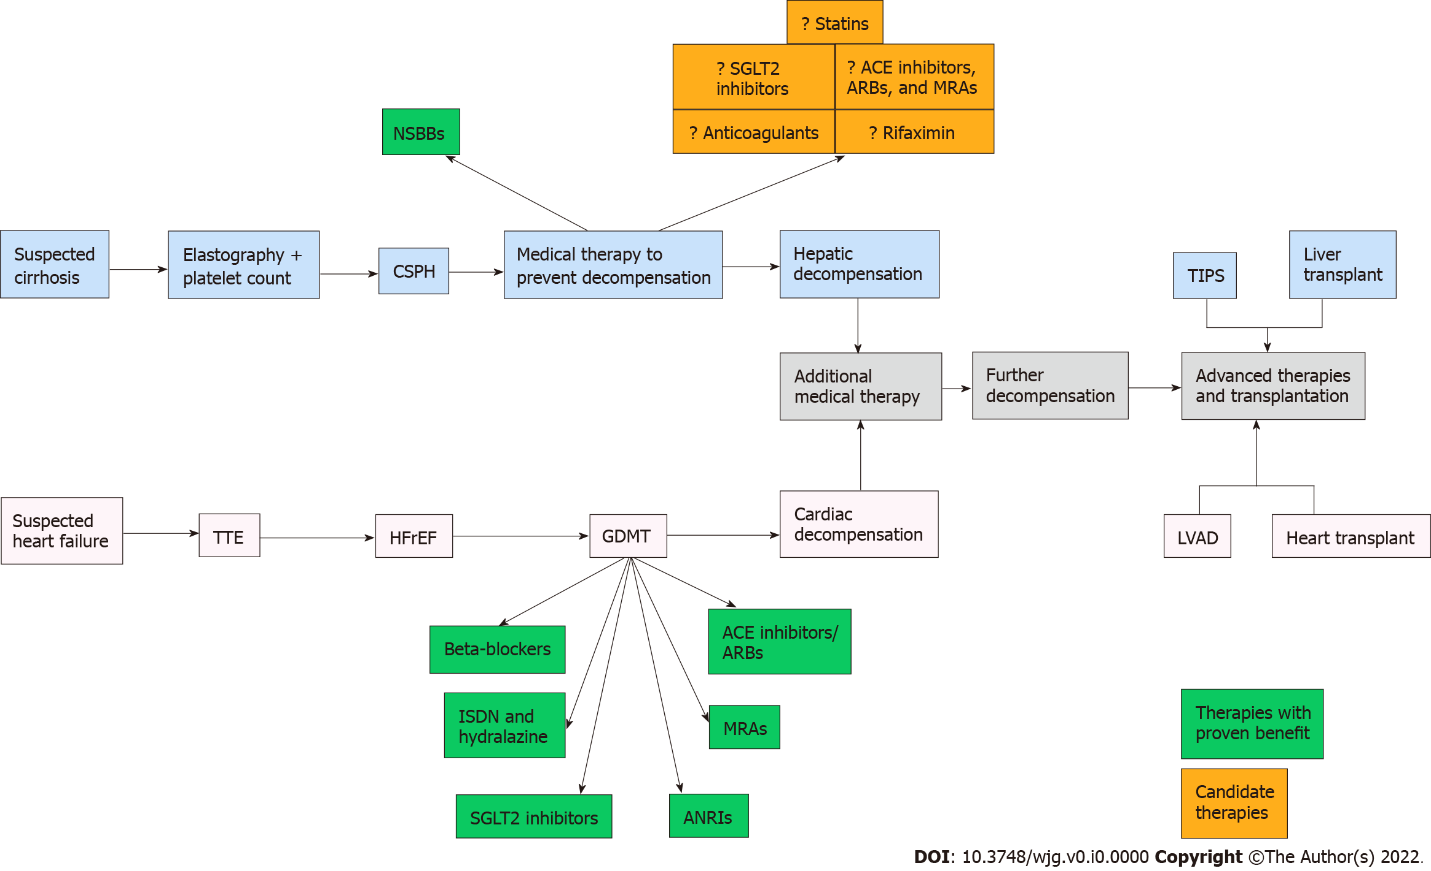 ? Statins
? SGLT2
inhibitors
? ACE inhibitors,
ARBs, and MRAs
NSBBs
? Anticoagulants
? Rifaximin
Suspected
cirrhosis
Elastography +
platelet count
CSPH
Medical therapy to
prevent decompensation
Hepatic
decompensation
TIPS
Liver
transplant
Additional
medical therapy
Further
decompensation
Advanced therapies
and transplantation
Suspected
heart failure
TTE
HFrEF
GDMT
Cardiac
decompensation
LVAD
Heart transplant
Beta-blockers
ACE inhibitors/
ARBs
ISDN and
hydralazine
MRAs
SGLT2 inhibitors
ANRIs
Therapies with
proven benefit
Candidate
therapies
DOI: 10.3748/wjg.v0.i0.0000 Copyright ©The Author(s) 2022.